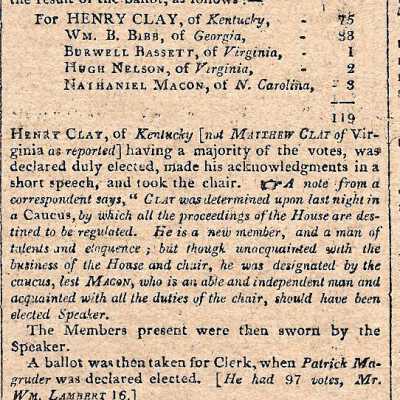 the result of the ballot, as follows:—
For HENRY CLAY, of Kentucky, - 75
WM. B. BIBB, of Georgia, - 38
BURWELL BASSETT, of Virginia, - 1
HUGH NELSON, of Virginia, - 2
NATHANIEL MACON, of N. Carolina, - 3
119
HENRY CLAY, of Kentucky [not MATTHEW CLAY of Vir-
ginia as reported] having a majority of the votes, was
declared duly elected, made his acknowledgments in a
short speech, and took the chair. ☞ A note from a
correspondent says, "CLAY was determined upon last night in
a Caucus, by which all the proceedings of the House are des-
tined to be regulated. He is a new member, and a man of
talents and eloquence; but though unacquainted with the
business of the House and chair, he was designated by the
caucus, lest MACON, who is an able and independent man and
acquainted with all the duties of the chair, should have been
elected Speaker.
The Members present were then sworn by the
Speaker.
A ballot was then taken for Clerk, when Patrick Ma-
gruder was declared elected. [He had 97 votes, Mr.
WM. LAMBERT 16.]